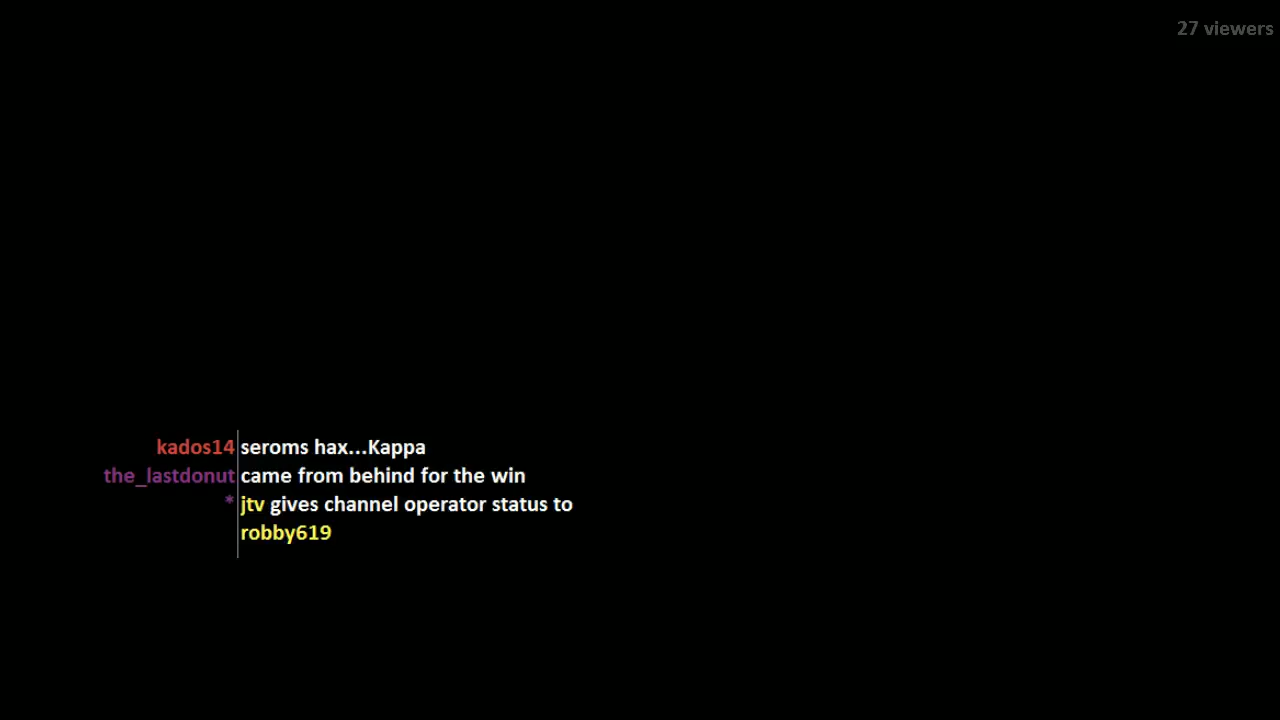 27 viewers
kados14 seroms hax...Kappa
the_lastdonut came from behind for the win
* jtv gives channel operator status to
robby619